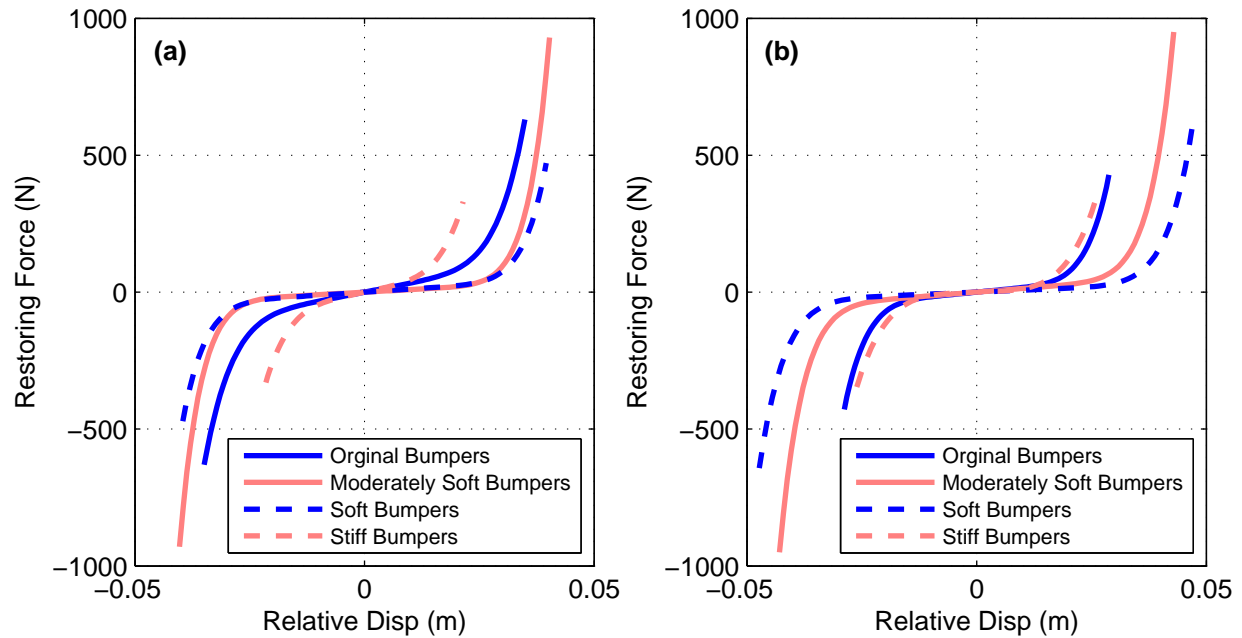 (a)
1000
500
0
−500
−1000
Restoring Force (N)
−0.05
0
0.05
Relative Disp (m)
Orginal Bumpers
Moderately Soft Bumpers
Soft Bumpers
Stiff Bumpers
(b)
1000
500
0
−500
−1000
Restoring Force (N)
−0.05
0
0.05
Relative Disp (m)
Orginal Bumpers
Moderately Soft Bumpers
Soft Bumpers
Stiff Bumpers